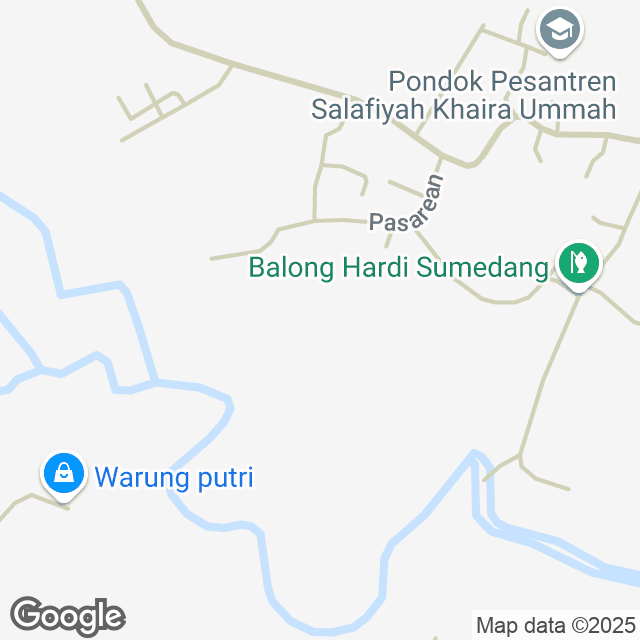 Pondok Pesantren
Salafiyah Khaira Ummah
Pasarean
Balong Hardi Sumedang
Warung putri
Google
Map data ©2025